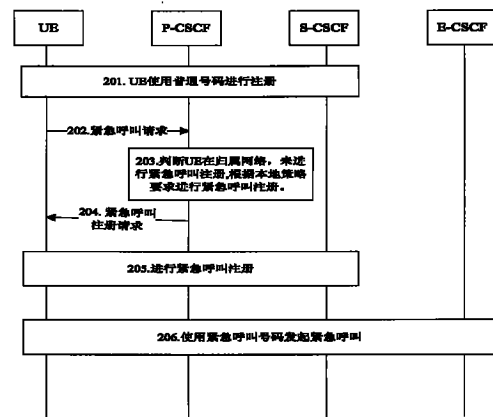 UE
P-CSCF
S-CSCF
E-CSCF
201. UE使用普通号码进行注册
202.紧急呼叫请求
203.判断UE在归属网络，未进
行紧急呼叫注册,根据本地策略
要求进行紧急呼叫注册。
204. 紧急呼叫
注册请求
205.进行紧急呼叫注册
206.使用紧急呼叫号码发起紧急呼叫